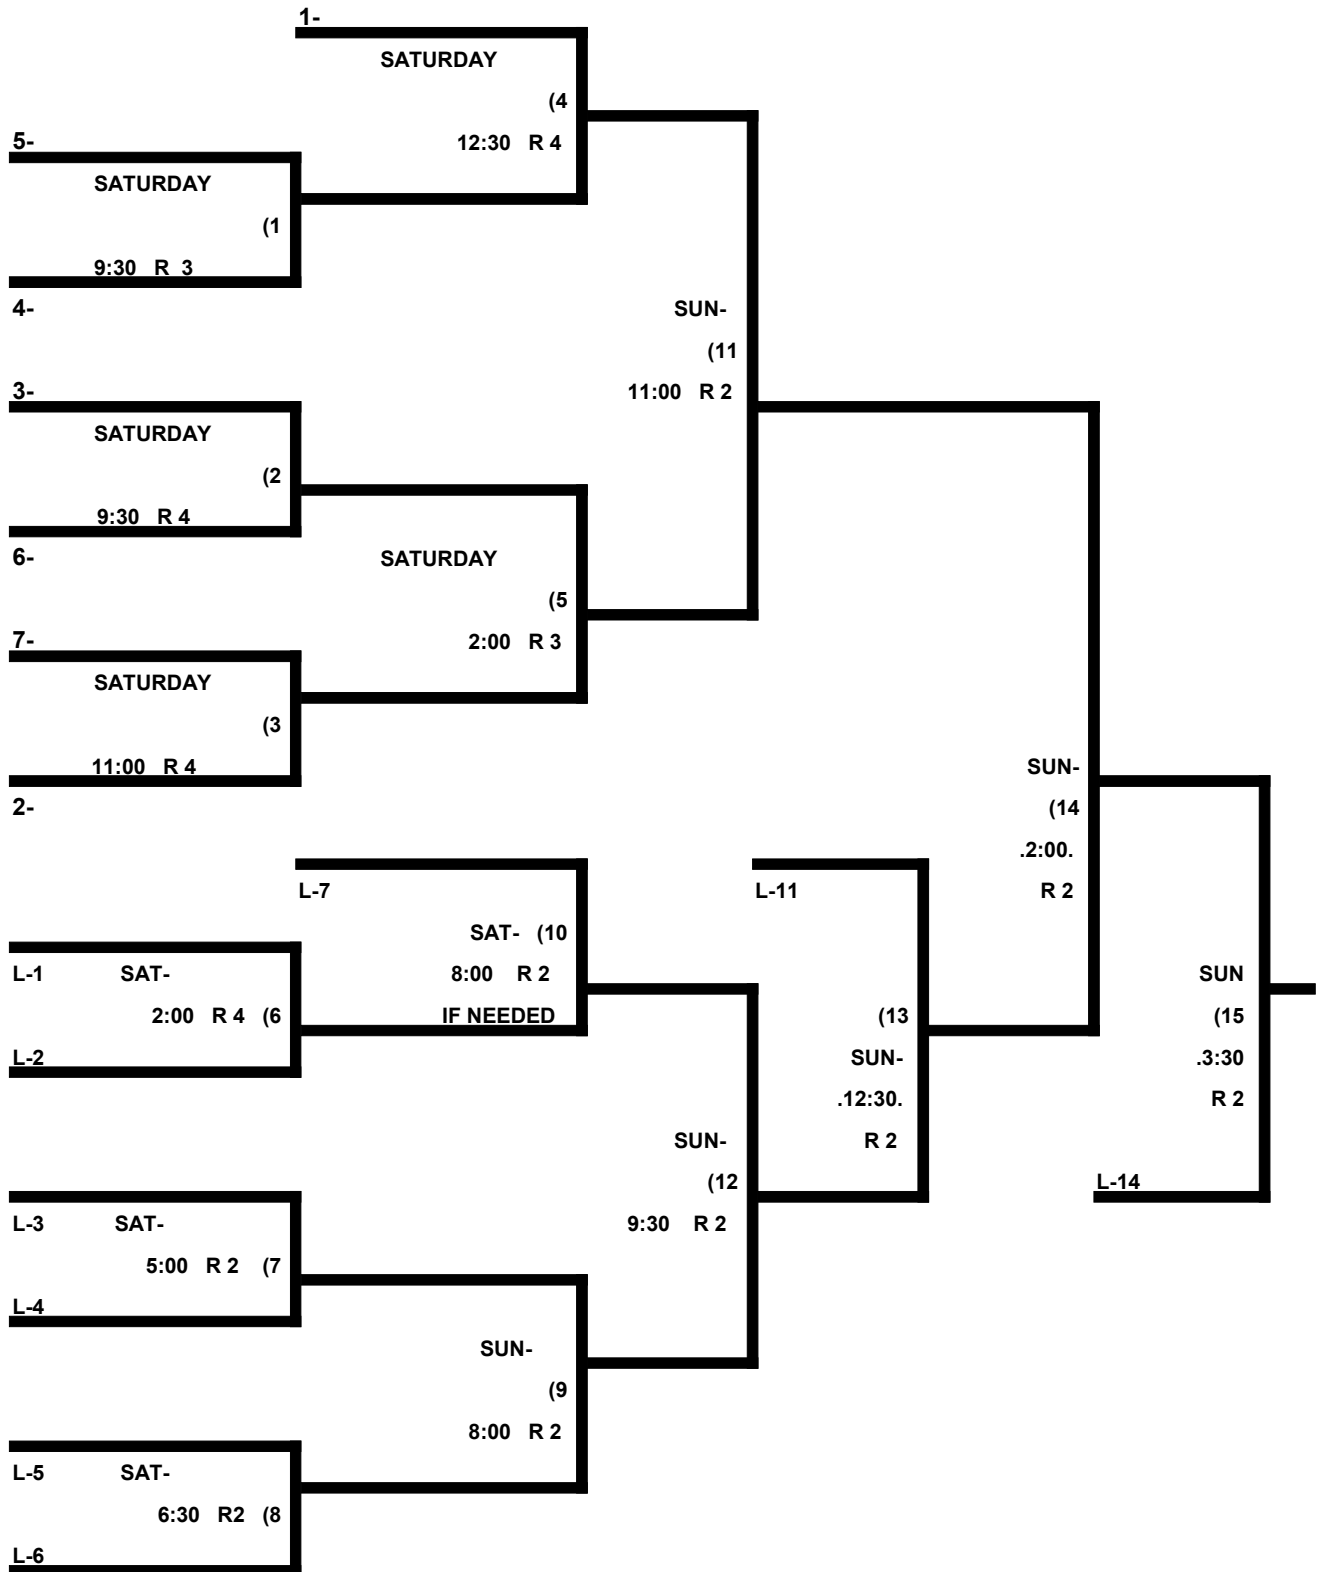 1-
SATURDAY
(4
12:30 R 4
5-
SATURDAY
(1
9:30 R 3
4-
SUN-
(11
11:00 R 2
3-
SATURDAY
(2
9:30 R 4
6-
SATURDAY
(5
2:00 R 3
7-
SATURDAY
(3
11:00 R 4
2-
SUN-
(14
.2:00.
R 2
L-7
SAT- (10
8:00 R 2
IF NEEDED
L-11
L-1 SAT-
2:00 R 4 (6
L-2
(13
SUN-
.12:30.
R 2
SUN
(15
.3:30
R 2
SUN-
(12
9:30 R 2
L-14
L-3 SAT-
5:00 R 2 (7
L-4
SUN-
(9
8:00 R 2
L-5 SAT-
6:30 R2 (8
L-6